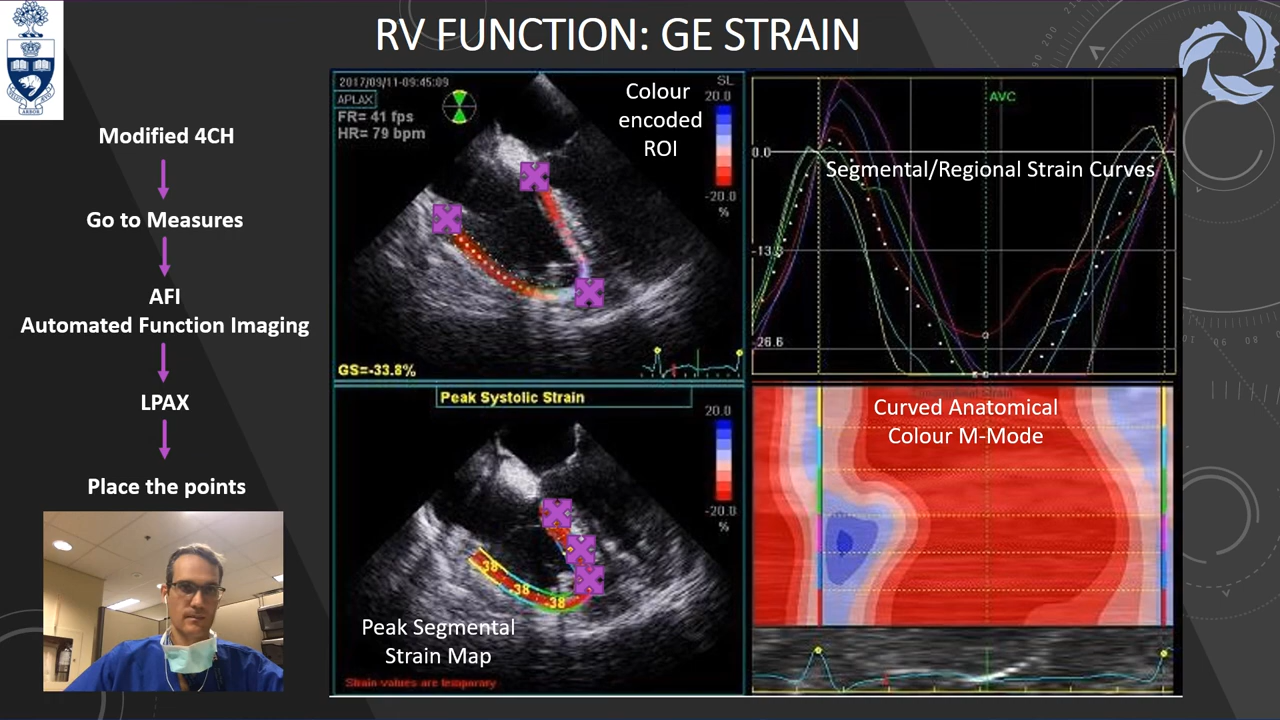 RV FUNCTION: GE STRAIN
Modified 4CH
Go to Measures
AFI
Automated Function Imaging
LPAX
Place the points
2017/09/11-09:45:09
APLAX
FR= 41 fps
HR= 79 bpm
Colour
encoded
ROI
SL
20.0
-20.0
%
GS=-33.8%
AVC
0.0
Segmental/Regional Strain Curves
-13.3
-26.6
Peak Systolic Strain
20.0
-20.0
%
-38
-38
-38
Peak Segmental
Strain Map
Strain values are temporary
Curved Anatomical
Colour M-Mode